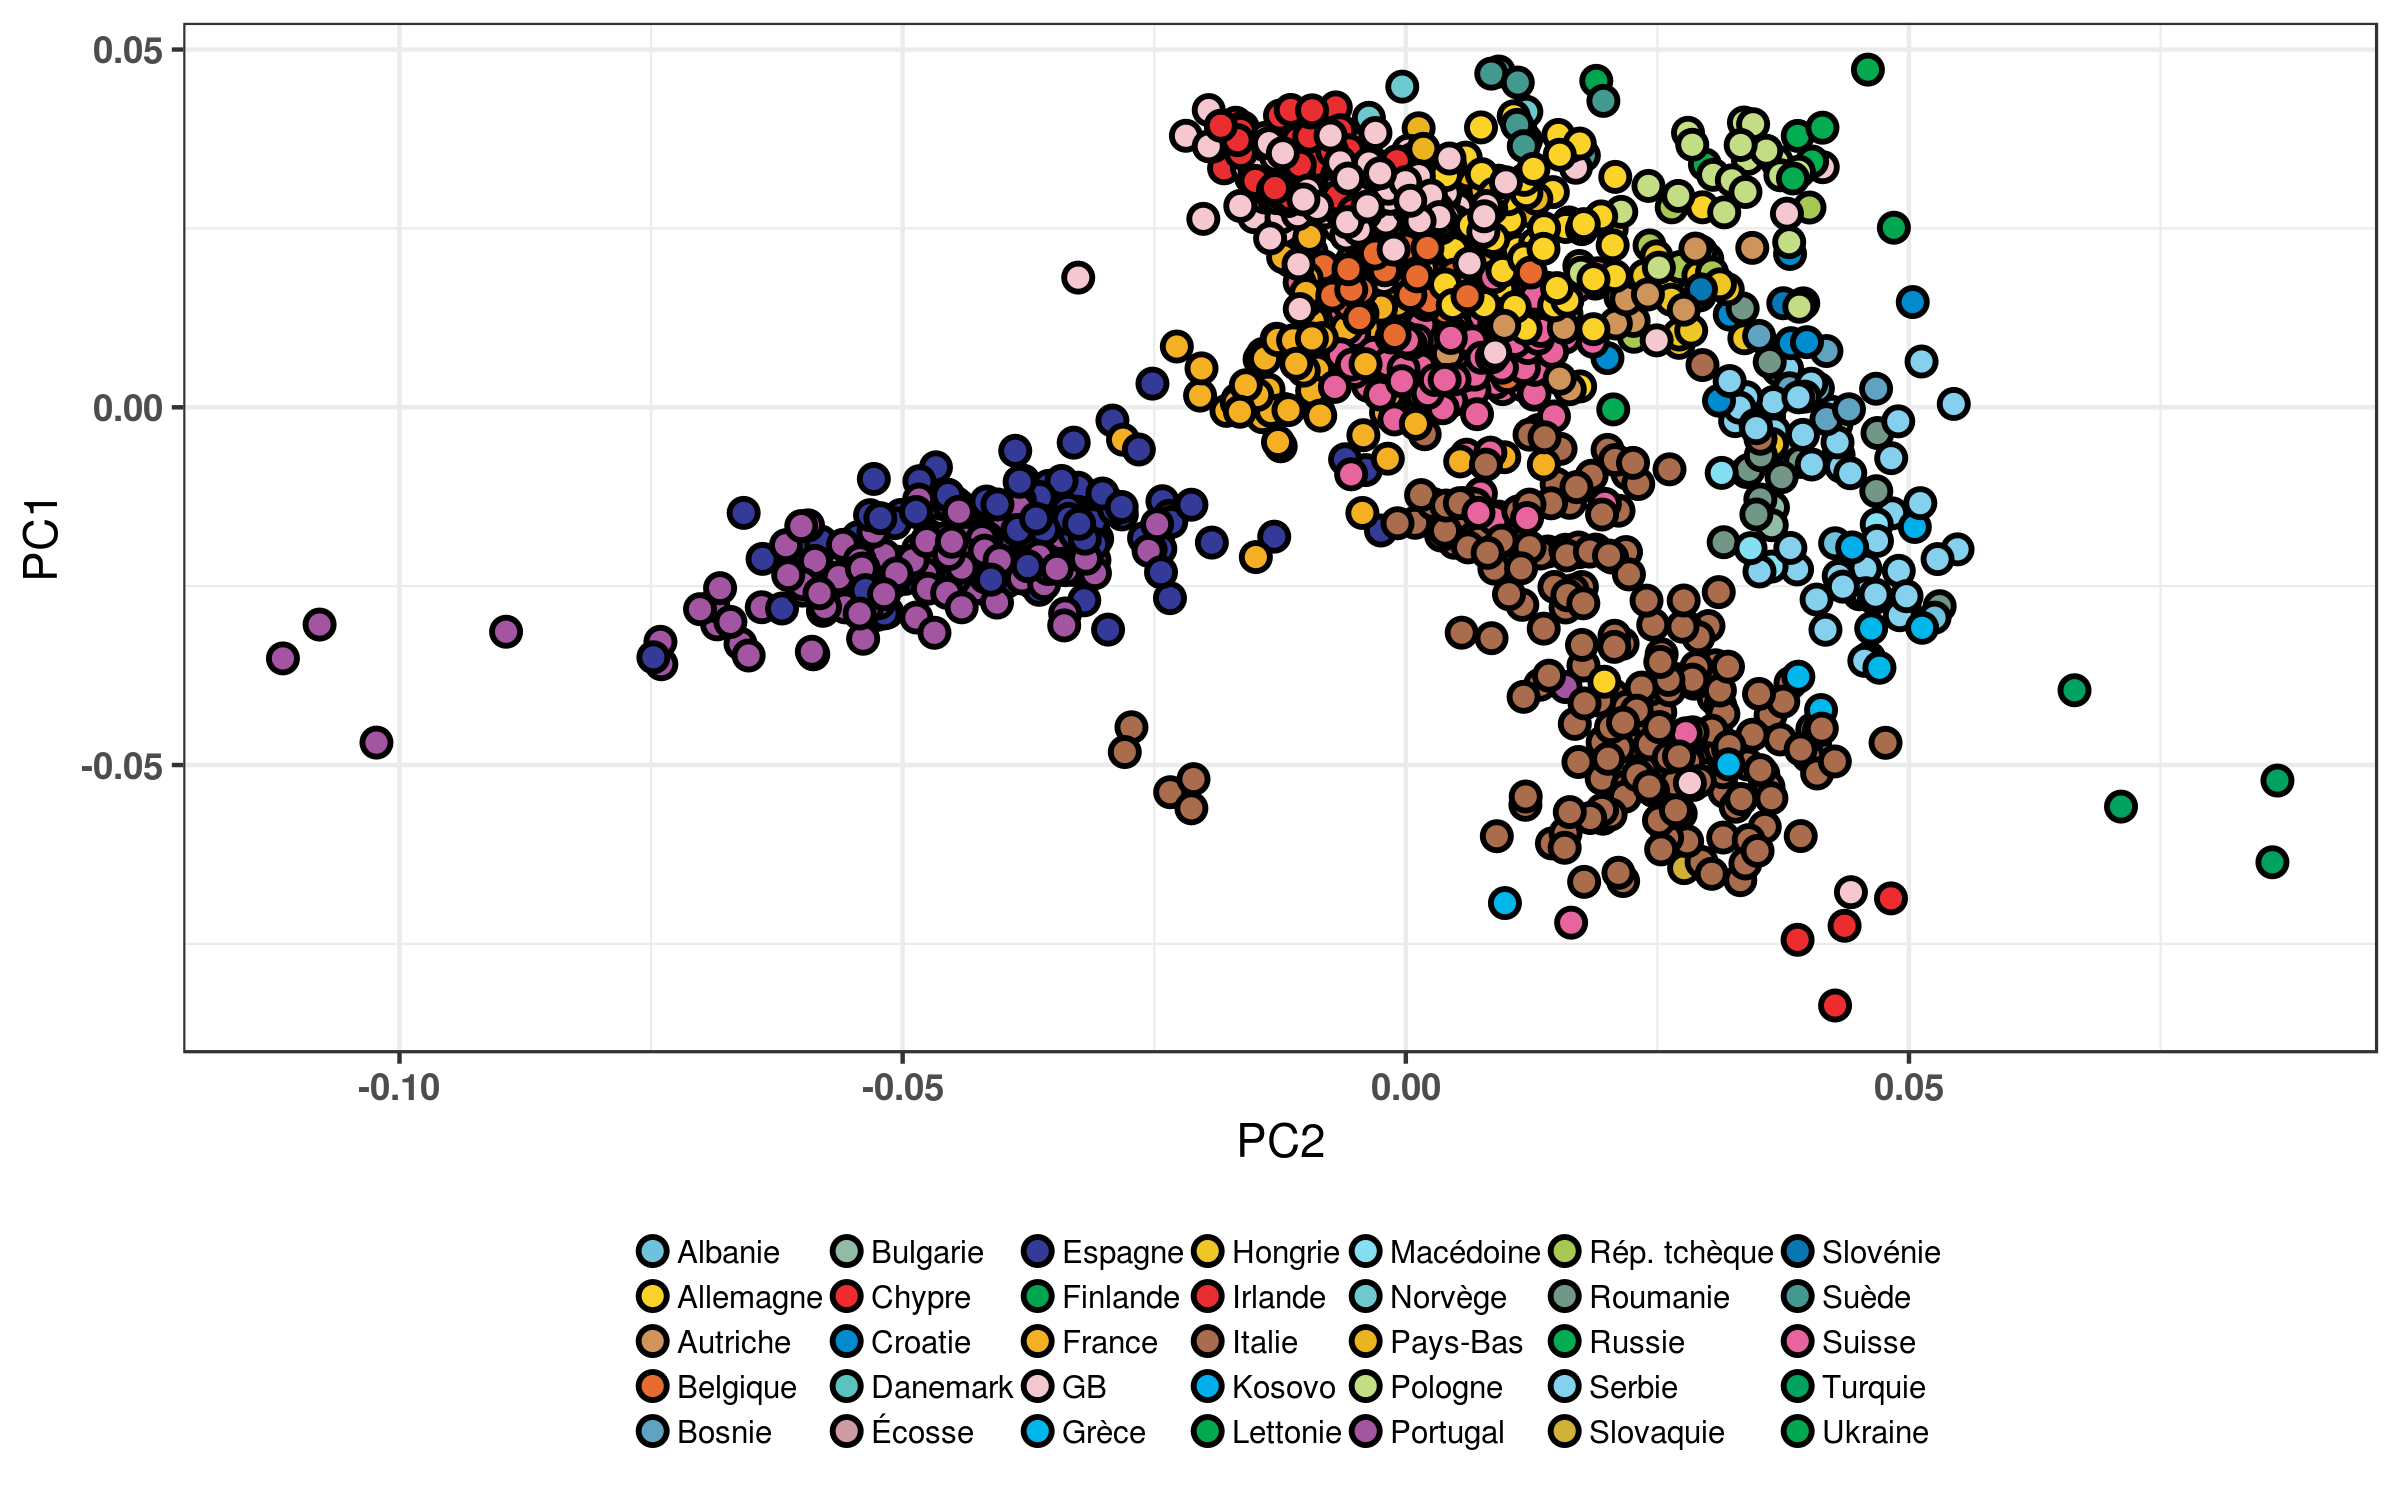 0.05
0.00
-0.05
PC1
-0.10 -0.05 0.00 0.05
PC2
Albanie Bulgarie Espagne Hongrie Macédoine Rép. tchèque Slovénie
Allemagne Chypre Finlande Irlande Norvège Roumanie Suède
Autriche Croatie France Italie Pays-Bas Russie Suisse
Belgique Danemark GB Kosovo Pologne Serbie Turquie
Bosnie Écosse Grèce Lettonie Portugal Slovaquie Ukraine